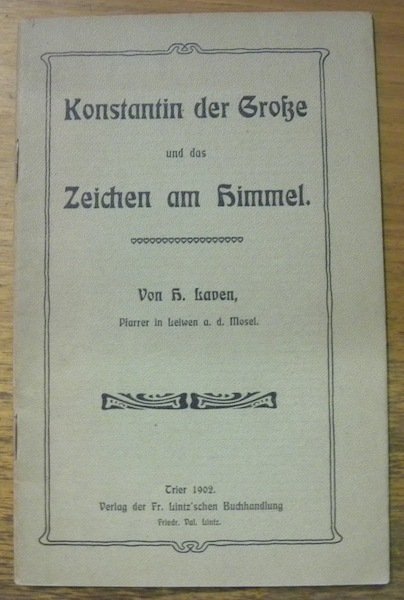 Konstantin der Große
und das
Zeichen am Himmel.
Von H. Laven,
Pfarrer in Leiwen a. d. Mosel.
Trier 1902.
Verlag der Fr. Lintz'schen Buchhandlung
Friedr. Val. Lintz.